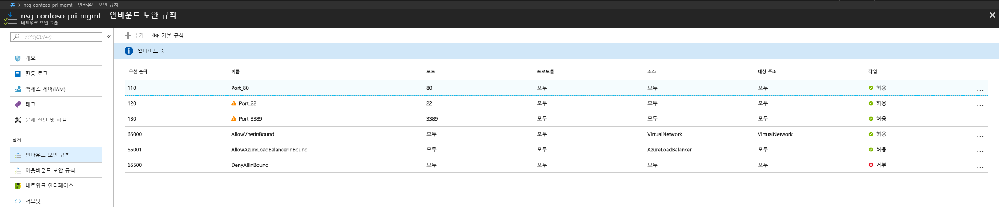 홈 > nsg-contoso-pri-mgmt - 인바운드 보안 규칙
nsg-contoso-pri-mgmt - 인바운드 보안 규칙
네트워크 보안 그룹
검색(Ctrl+/)
개요
활동 로그
액세스 제어(IAM)
태그
문제 진단 및 해결
설정
인바운드 보안 규칙
아웃바운드 보안 규칙
네트워크 인터페이스
서브넷
추가 기본 규칙
업데이트 중
우선 순위 이름 포트 프로토콜 소스 대상 주소 작업
110 Port_80 80 모두 모두 모두 허용 ...
120 Port_22 22 모두 모두 모두 허용 ...
130 Port_3389 3389 모두 모두 모두 허용 ...
65000 AllowVnetInBound 모두 모두 VirtualNetwork VirtualNetwork 허용 ...
65001 AllowAzureLoadBalancerInBound 모두 모두 AzureLoadBalancer 모두 허용 ...
65500 DenyAllInBound 모두 모두 모두 모두 거부 ...